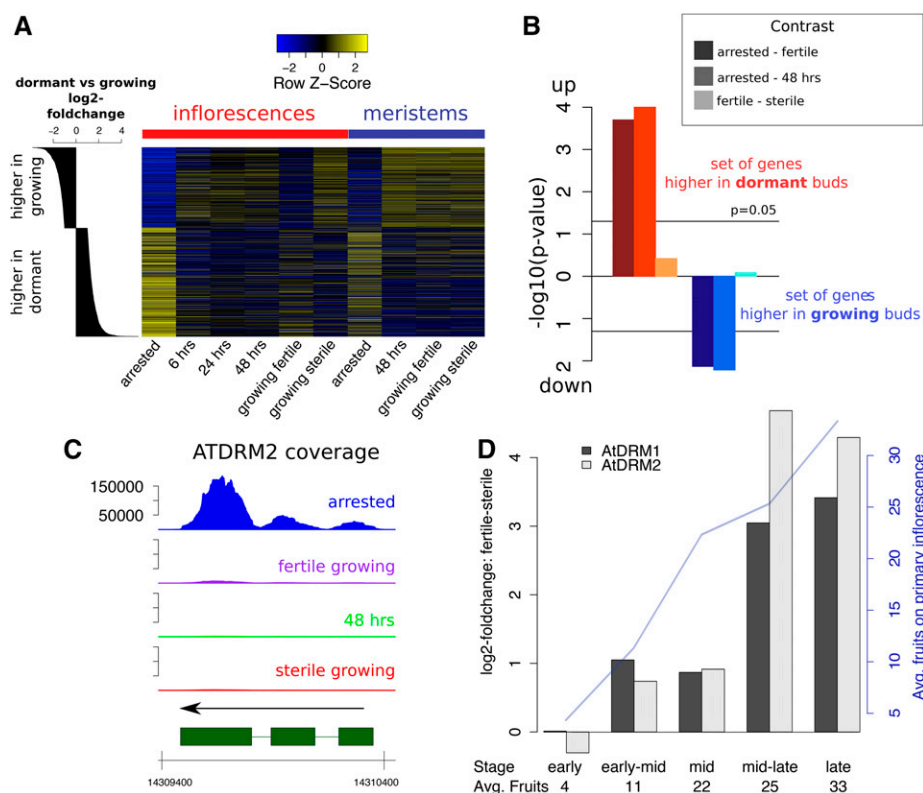 A
−2 0 2
Row Z−Score
dormant vs growing
log2-
foldchange
−2 0 2 4
inflorescences
meristems
higher in
growing
higher in
dormant
arrested
6 hrs
24 hrs
48 hrs
growing fertile
growing sterile
arrested
48 hrs
growing fertile
growing sterile
B
Contrast
arrested - fertile
arrested - 48 hrs
fertile - sterile
up
4
3
2
1
0
1
2
down
-log10(p-value)
set of genes
higher in dormant buds
p=0.05
set of genes
higher in growing buds
C
ATDRM2 coverage
150000
50000
arrested
fertile growing
48 hrs
sterile growing
14309400
14310400
D
AtDRM1
AtDRM2
log2-foldchange: fertile-sterile
4
3
2
1
0
30
25
20
15
10
5
Avg. fruits on primary inflorescence
Stage early early-mid mid mid-late late
Avg. Fruits 4 11 22 25 33